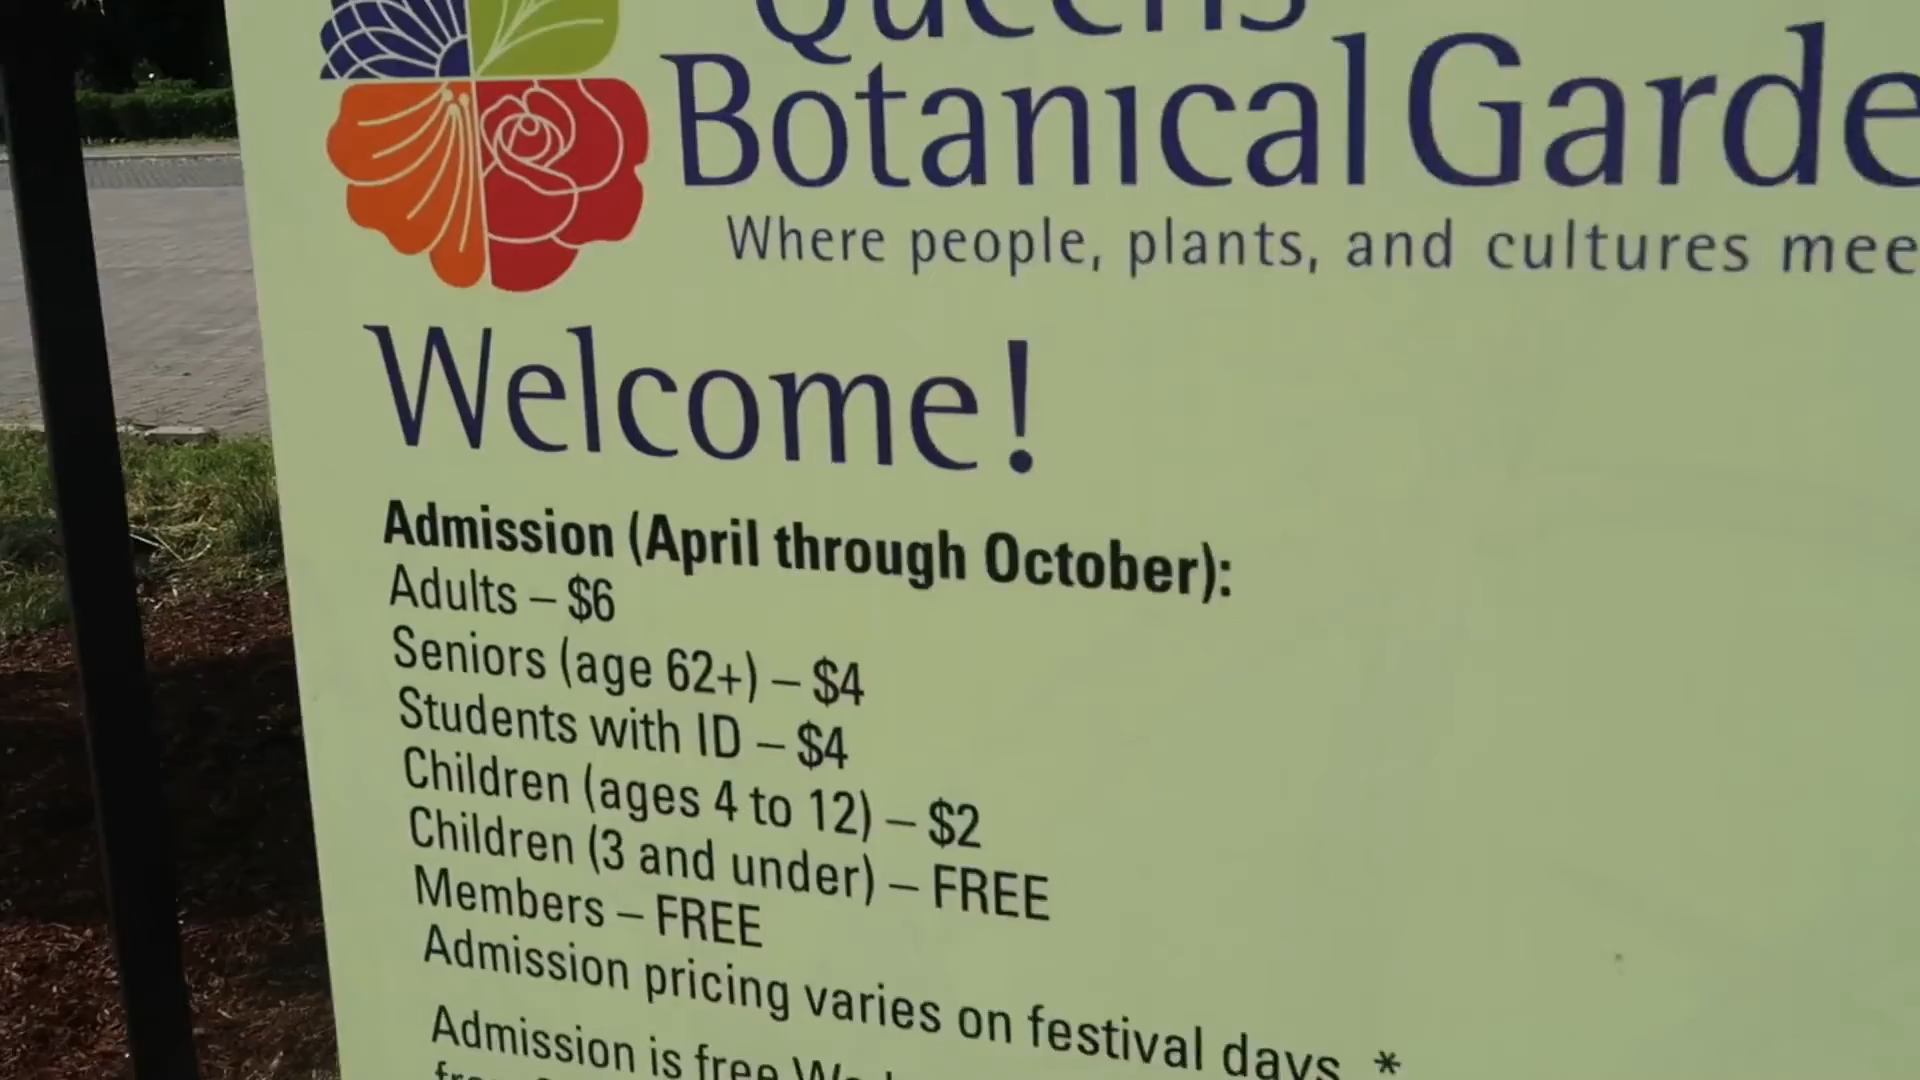 Queens
Botanical Garde
Where people, plants, and cultures mee
Welcome!
Admission (April through October):
Adults – $6
Seniors (age 62+) – $4
Students with ID – $4
Children (ages 4 to 12) – $2
Children (3 and under) – FREE
Members – FREE
Admission pricing varies on festival days *
Admission is free